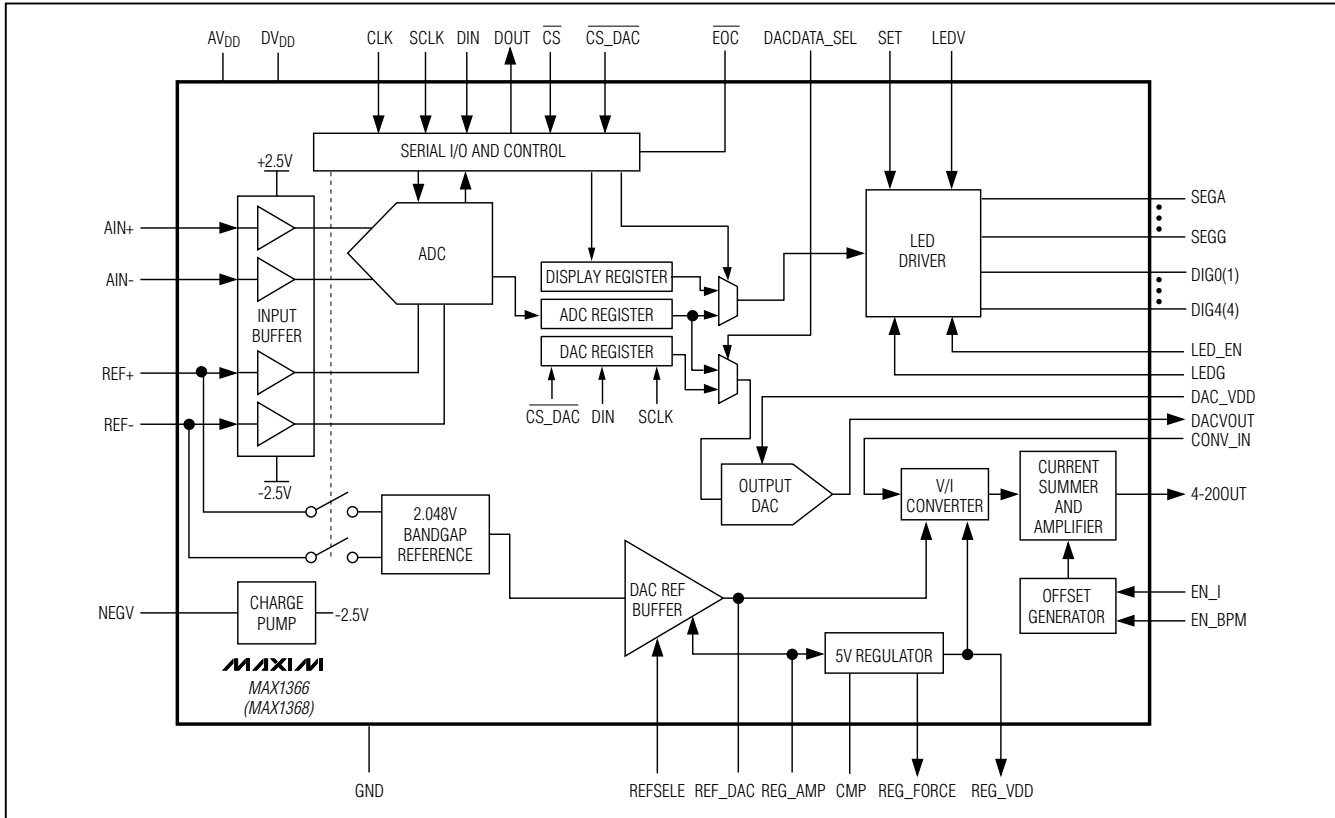 AVDD DVDD CLK SCLK DIN DOUT CS CS_DAC EOC DACDATA_SEL SET LEDV
SERIAL I/O AND CONTROL
+2.5V
AIN+
AIN-
INPUT
BUFFER
REF+
REF-
-2.5V
ADC
DISPLAY REGISTER
ADC REGISTER
DAC REGISTER
CS_DAC DIN SCLK
LED
DRIVER
SEGA
SEGG
DIG0(1)
DIG4(4)
LED_EN
LEDG
DAC_VDD
DACVOUT
CONV_IN
OUTPUT
DAC
V/I
CONVERTER
CURRENT
SUMMER
AND
AMPLIFIER
4-20OUT
2.048V
BANDGAP
REFERENCE
DAC REF
BUFFER
OFFSET
GENERATOR
EN_I
EN_BPM
NEGV
CHARGE
PUMP
-2.5V
5V REGULATOR
MAXIM
MAX1366
(MAX1368)
GND REFSELE REF_DAC REG_AMP CMP REG_FORCE REG_VDD